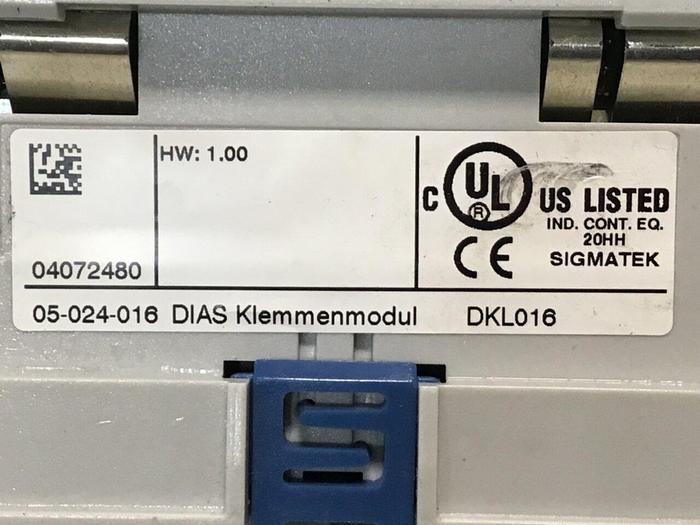 HW: 1.00
04072480
C UL ® US LISTED
IND. CONT. EQ.
20HH
CE SIGMATEK
05-024-016 DIAS Klemmenmodul DKL016